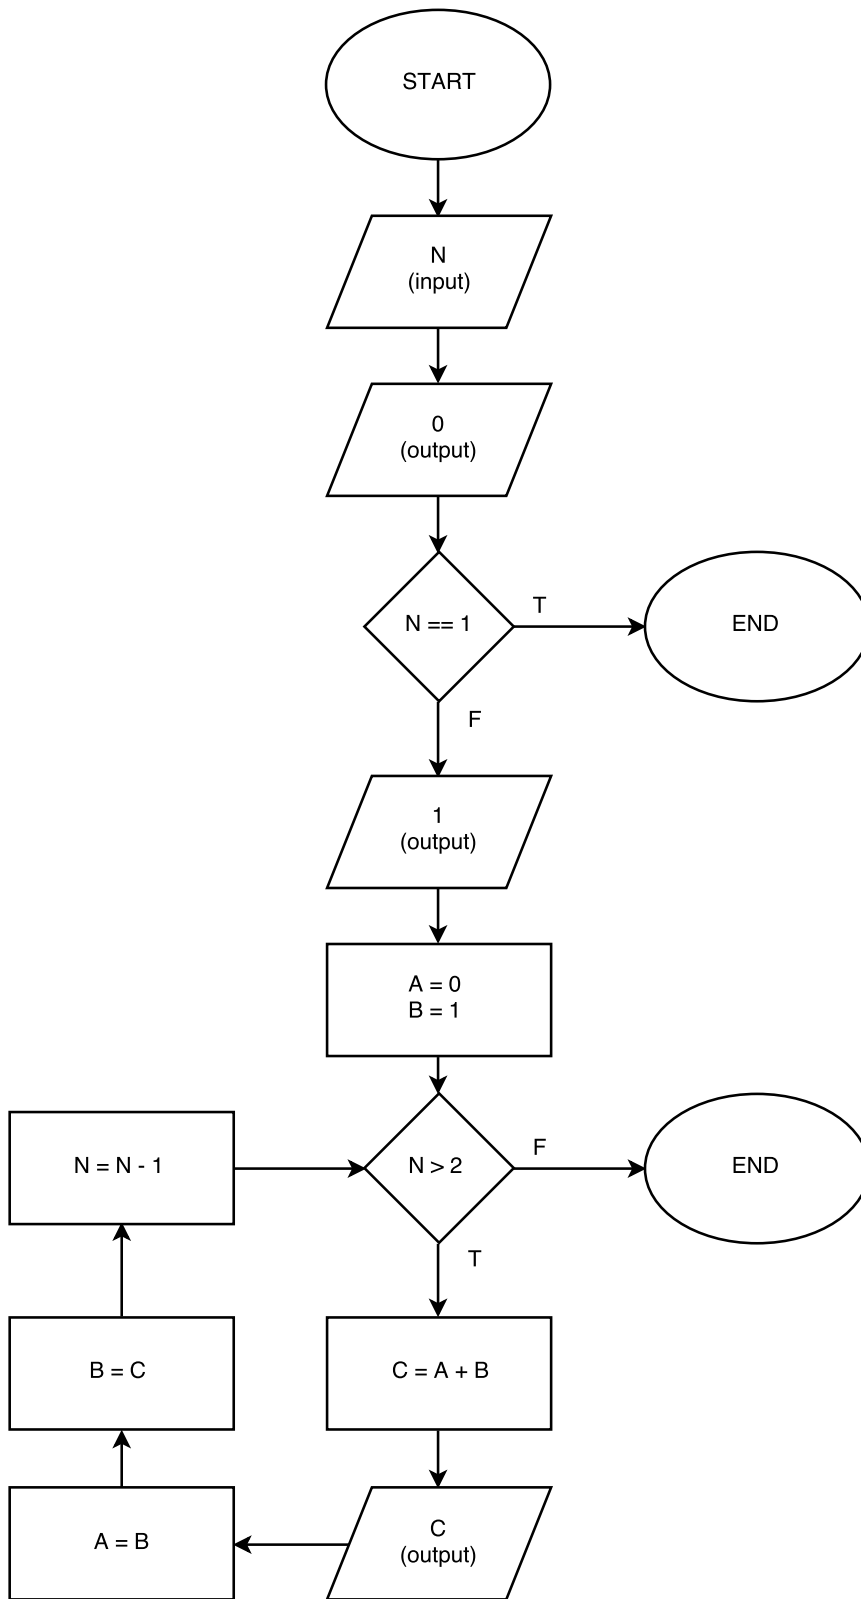 START
N
(input)
0
(output)
N == 1
T
END
F
1
(output)
A = 0
B = 1
N = N - 1
N > 2
F
END
T
B = C
C = A + B
A = B
C
(output)